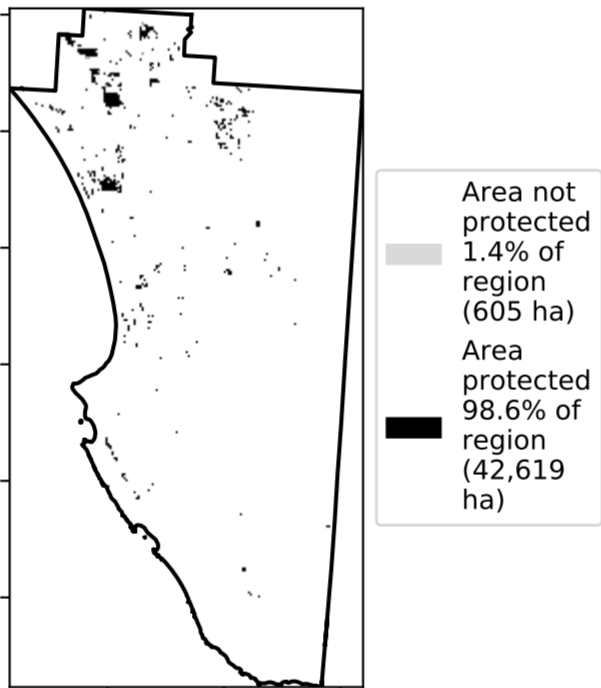 Area not
protected
1.4% of
region
(605 ha)
Area
protected
98.6% of
region
(42,619
ha)